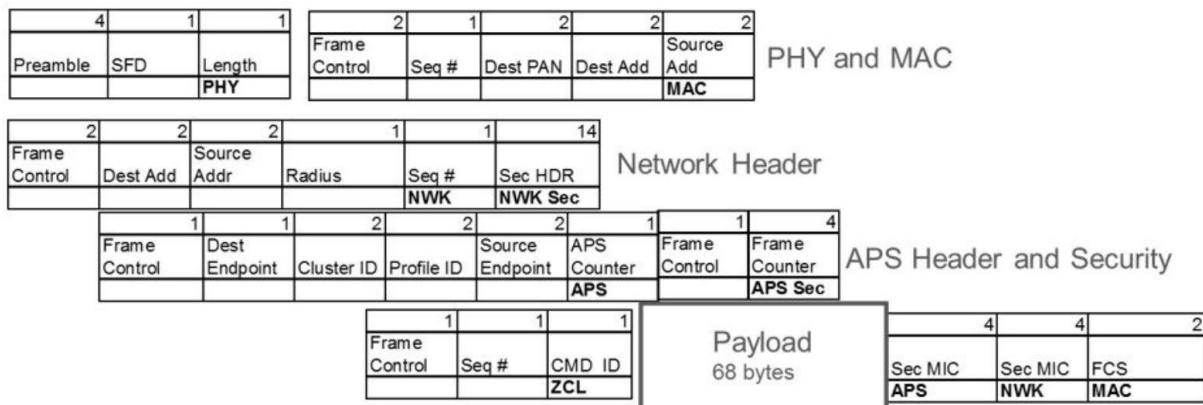 4 1 1
Preamble SFD Length
PHY
2 1 2 2 2
Frame Control Seq # Dest PAN Dest Add Source Add
MAC
PHY and MAC
2 2 2 1 1 14
Frame Control Dest Add Source Addr Radius Seq # Sec HDR
NWK NWK Sec
Network Header
1 1 2 2 2 1 1 4
Frame Control Dest Endpoint Cluster ID Profile ID Source Endpoint APS Counter Frame Control Frame Counter
APS APS Sec
APS Header and Security
1 1 1
Frame Control Seq # CMD ID
ZCL
Payload
68 bytes
4 4 2
Sec MIC Sec MIC FCS
APS NWK MAC